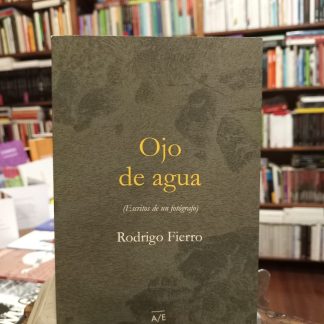 Ojo
de agua
(Escritos de un fotógrafo)
Rodrigo Fierro
A/E